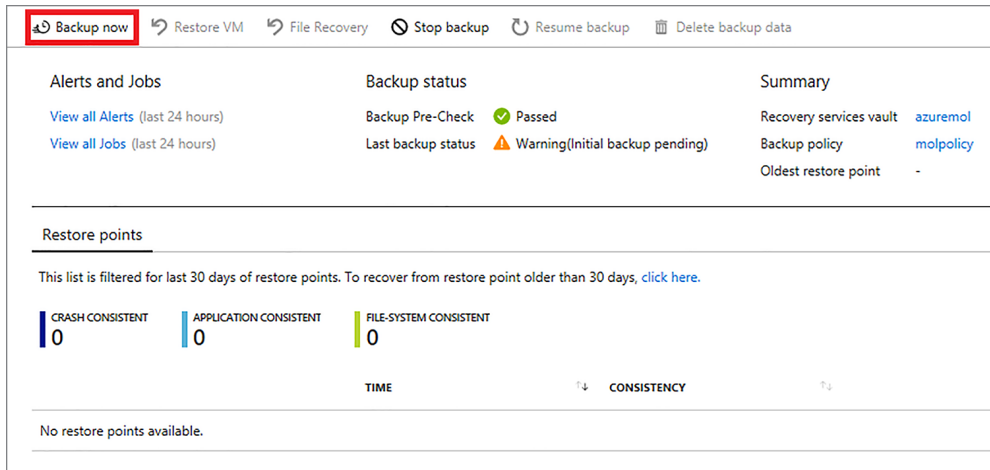 Backup now Restore VM File Recovery Stop backup Resume backup Delete backup data
Alerts and Jobs
View all Alerts (last 24 hours)
View all Jobs (last 24 hours)
Backup status
Backup Pre-Check Passed
Last backup status Warning(Initial backup pending)
Summary
Recovery services vault azuremol
Backup policy molpolicy
Oldest restore point -
Restore points
This list is filtered for last 30 days of restore points. To recover from restore point older than 30 days, click here.
CRASH CONSISTENT
0
APPLICATION CONSISTENT
0
FILE-SYSTEM CONSISTENT
0
TIME CONSISTENCY
No restore points available.